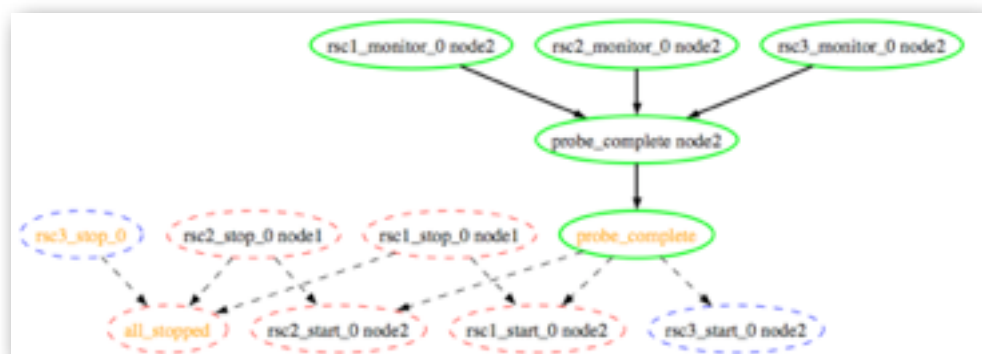 rsc1_monitor_0 node2 rsc2_monitor_0 node2 rsc3_monitor_0 node2
probe_complete node2
rsc3_stop_0 rsc2_stop_0 node1 rsc1_stop_0 node1 probe_complete
all_stopped rsc2_start_0 node2 rsc1_start_0 node2 rsc3_start_0 node2